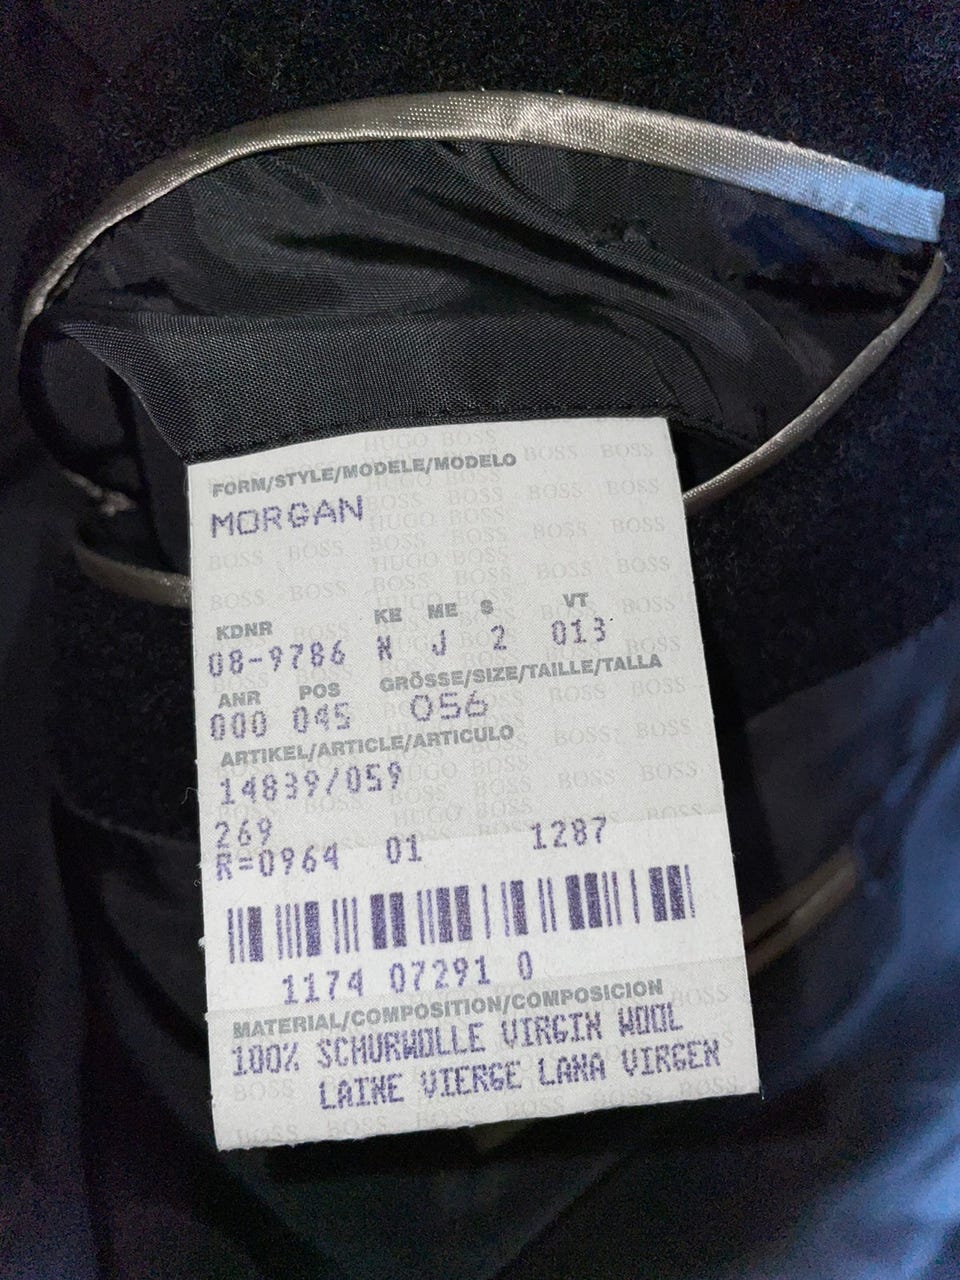 FORM/STYLE/MODELE/MODELO
MORGAN
KDNR KE ME S VT
08-9786 N J 2 013
ANR POS GRÖSSE/SIZE/TAILLE/TALLA
000 045 056
ARTIKEL/ARTICLE/ARTICULO
14839/059
269
R=0964 01 1287
1174 07291 0
MATERIAL/COMPOSITION/COMPOSICION
100% SCHURWOLLE VIRGIN WOOL
LAINE VIERGE LANA VIRGEN